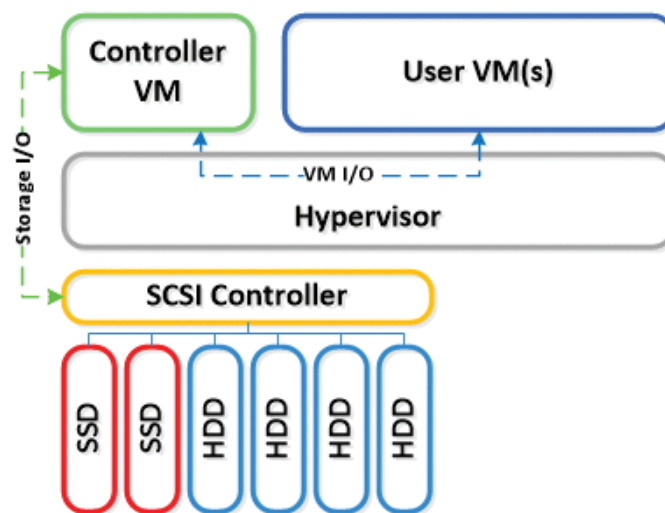 Controller
VM
User VM(s)
Storage I/O
VM I/O
Hypervisor
SCSI Controller
SSD
SSD
HDD
HDD
HDD
HDD